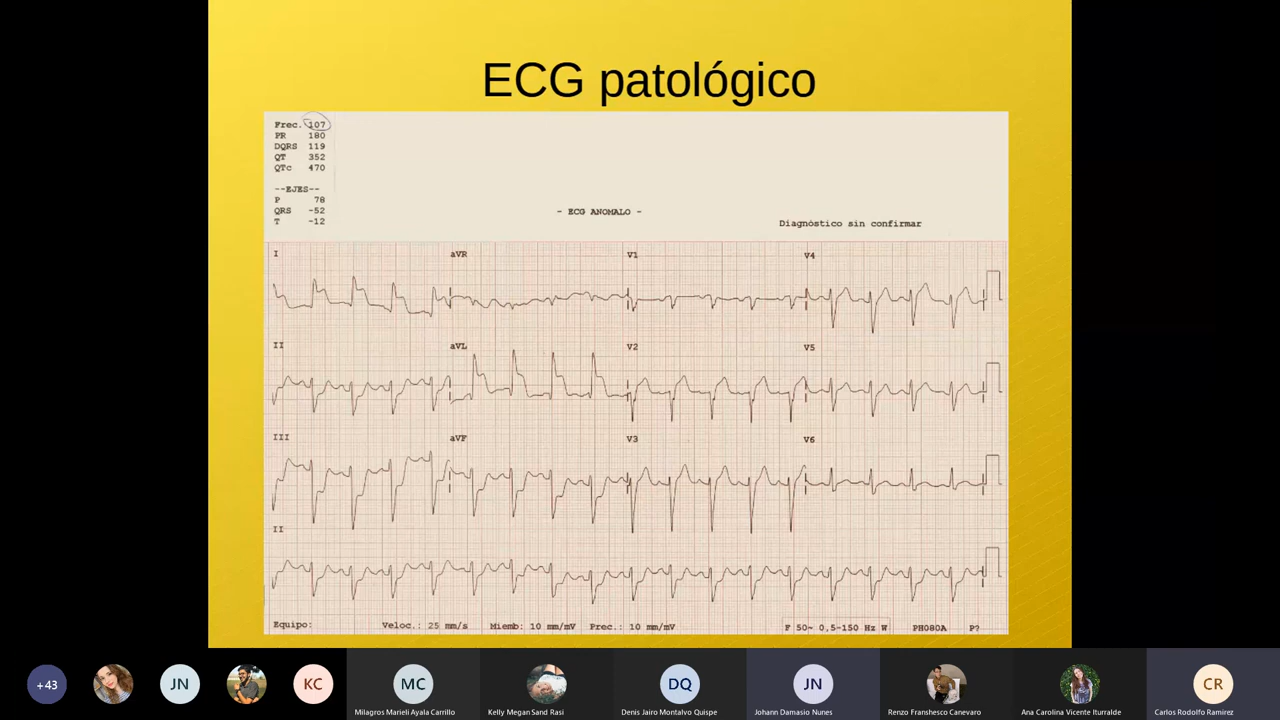 ECG patológico
Frec. 107
PR 180
DQRS 119
QT 352
QTc 470
--EJES--
P 78
QRS -52
T -12
- ECG ANOMALO -
Diagnóstico sin confirmar
I aVR V1 V4
II aVL V2 V5
III aVF V3 V6
II
Equipo: Veloc.: 25 mm/s Miemb: 10 mm/mV Prec.: 10 mm/mV F 50~ 0,5-150 Hz W PH080A P?
+43 JN KC MC DQ JN CR
Milagros Marieli Ayala Carrillo Kelly Megan Sand Rasi Denis Jairo Montalvo Quispe Johann Damasio Nunes Renzo Franshesco Canevaro Ana Carolina Vicente Iturralde Carlos Rodolfo Ramirez